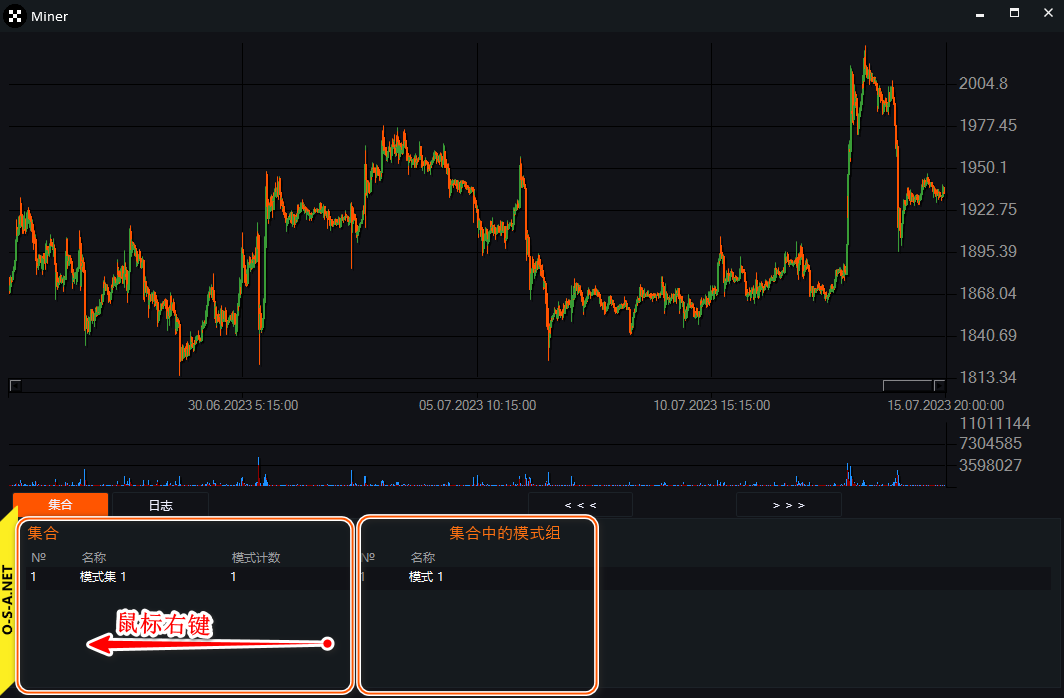 Miner
2004.8
1977.45
1950.1
1922.75
1895.39
1868.04
1840.69
1813.34
30.06.2023 5:15:00 05.07.2023 10:15:00 10.07.2023 15:15:00 15.07.2023 20:00:00
11011144
7304585
3598027
集合 日志 < < < > > >
集合 集合中的模式组
№ 名称 模式计数 № 名称
1 模式集 1 1 1 模式 1
鼠标右键
O-S-A.NET